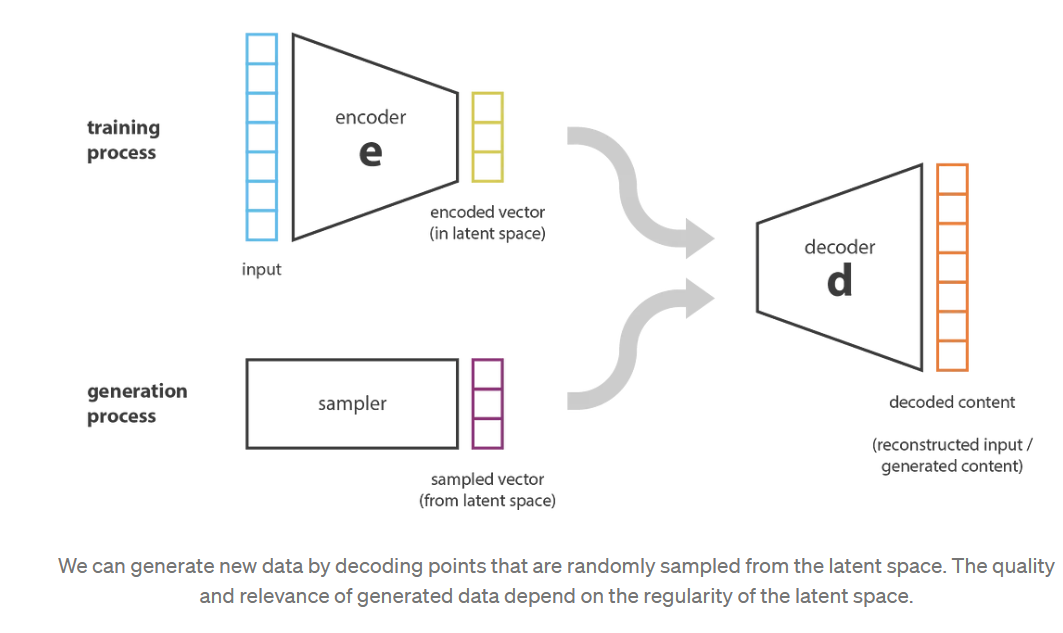 training
process
encoder
e
encoded vector
(in latent space)
input
decoder
d
generation
process
sampler
sampled vector
(from latent space)
decoded content
(reconstructed input /
generated content)
We can generate new data by decoding points that are randomly sampled from the latent space. The quality
and relevance of generated data depend on the regularity of the latent space.